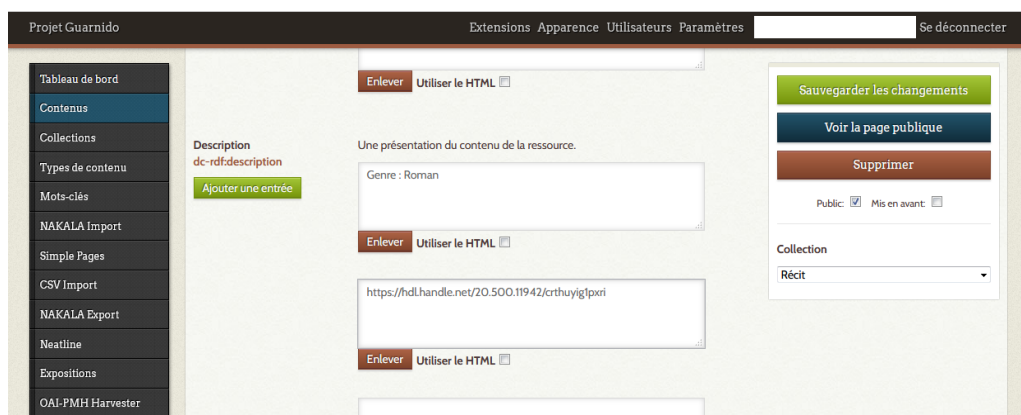 Projet Guarnido
Extensions Apparence Utilisateurs Paramètres Se déconnecter
Tableau de bord
Contenus
Collections
Types de contenu
Mots-clés
NAKALA Import
Simple Pages
CSV Import
NAKALA Export
Neatline
Expositions
OAI-PMH Harvester
Enlever Utiliser le HTML
Description
dc-rdf:description
Ajouter une entrée
Une présentation du contenu de la ressource.
Genre : Roman
Enlever Utiliser le HTML
https://hdl.handle.net/20.500.11942/crthuyig1pxri
Enlever Utiliser le HTML
Sauvegarder les changements
Voir la page publique
Supprimer
Public: Mis en avant:
Collection
Récit